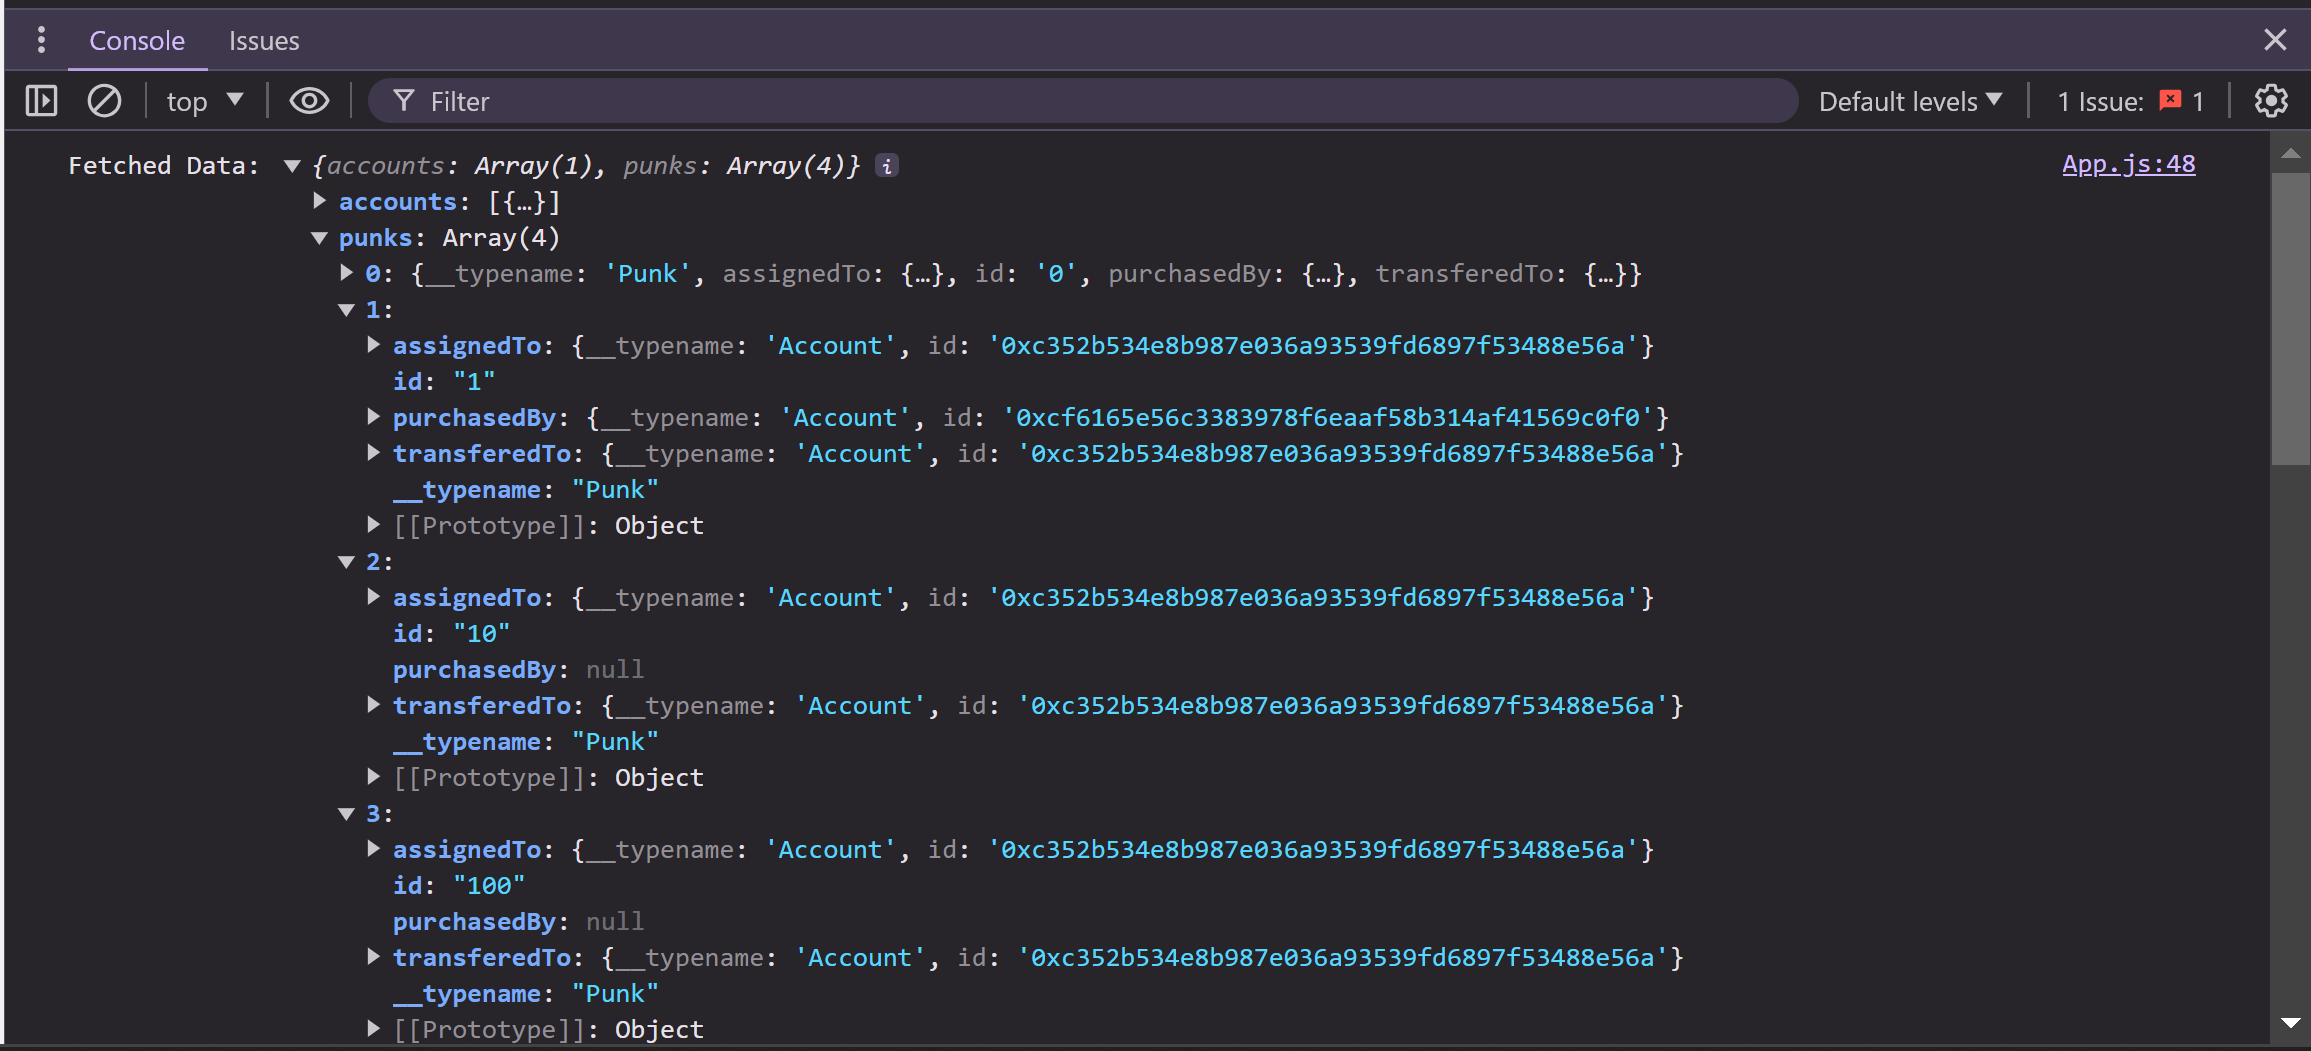 Console Issues
top Filter Default levels 1 Issue: 1
Fetched Data: {accounts: Array(1), punks: Array(4)} i App.js:48
accounts: [{…}]
punks: Array(4)
0: {__typename: 'Punk', assignedTo: {…}, id: '0', purchasedBy: {…}, transferedTo: {…}}
1:
assignedTo: {__typename: 'Account', id: '0xc352b534e8b987e036a93539fd6897f53488e56a'}
id: "1"
purchasedBy: {__typename: 'Account', id: '0xcf6165e56c3383978f6eaaf58b314af41569c0f0'}
transferedTo: {__typename: 'Account', id: '0xc352b534e8b987e036a93539fd6897f53488e56a'}
__typename: "Punk"
[[Prototype]]: Object
2:
assignedTo: {__typename: 'Account', id: '0xc352b534e8b987e036a93539fd6897f53488e56a'}
id: "10"
purchasedBy: null
transferedTo: {__typename: 'Account', id: '0xc352b534e8b987e036a93539fd6897f53488e56a'}
__typename: "Punk"
[[Prototype]]: Object
3:
assignedTo: {__typename: 'Account', id: '0xc352b534e8b987e036a93539fd6897f53488e56a'}
id: "100"
purchasedBy: null
transferedTo: {__typename: 'Account', id: '0xc352b534e8b987e036a93539fd6897f53488e56a'}
__typename: "Punk"
[[Prototype]]: Object